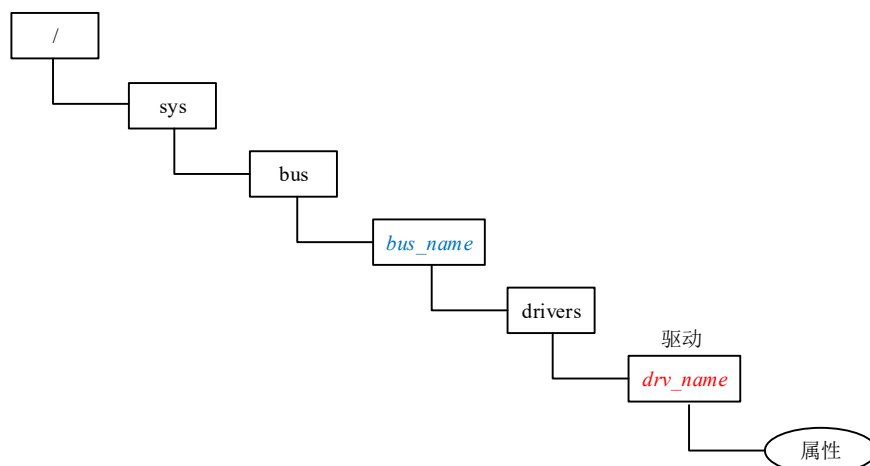 /
sys
bus
bus_name
drivers
驱动
drv_name
属性